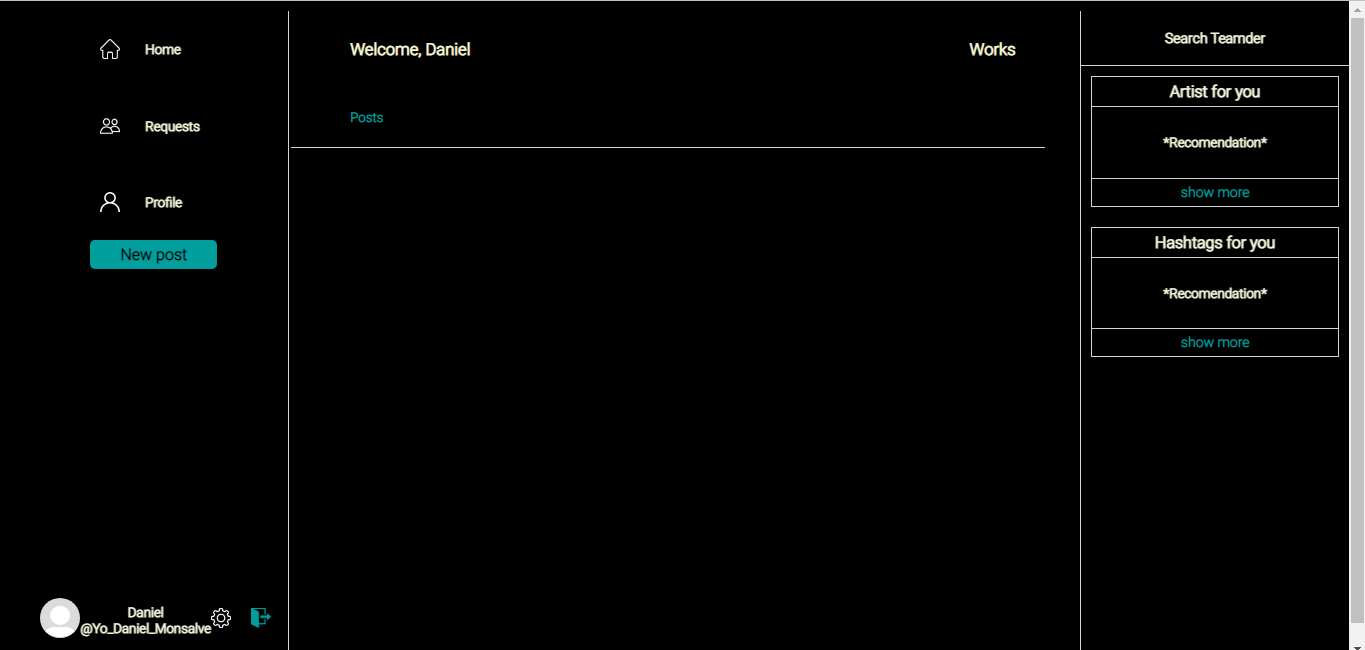 Home
Requests
Profile
New post
Daniel
@Yo_Daniel_Monsalve
Welcome, Daniel
Works
Posts
Search Teamder
Artist for you
*Recomendation*
show more
Hashtags for you
*Recomendation*
show more